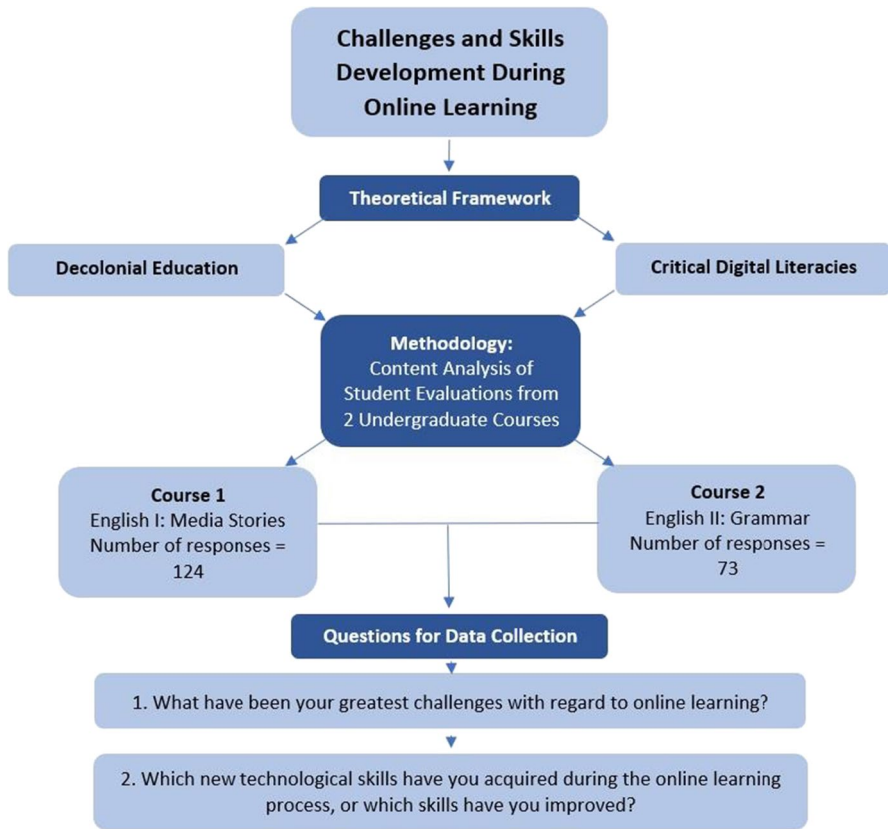 Challenges and Skills
Development During
Online Learning
Theoretical Framework
Decolonial Education
Critical Digital Literacies
Methodology:
Content Analysis of
Student Evaluations from
2 Undergraduate Courses
Course 1
English I: Media Stories
Number of responses =
124
Course 2
English II: Grammar
Number of responses =
73
Questions for Data Collection
1. What have been your greatest challenges with regard to online learning?
2. Which new technological skills have you acquired during the online learning
process, or which skills have you improved?